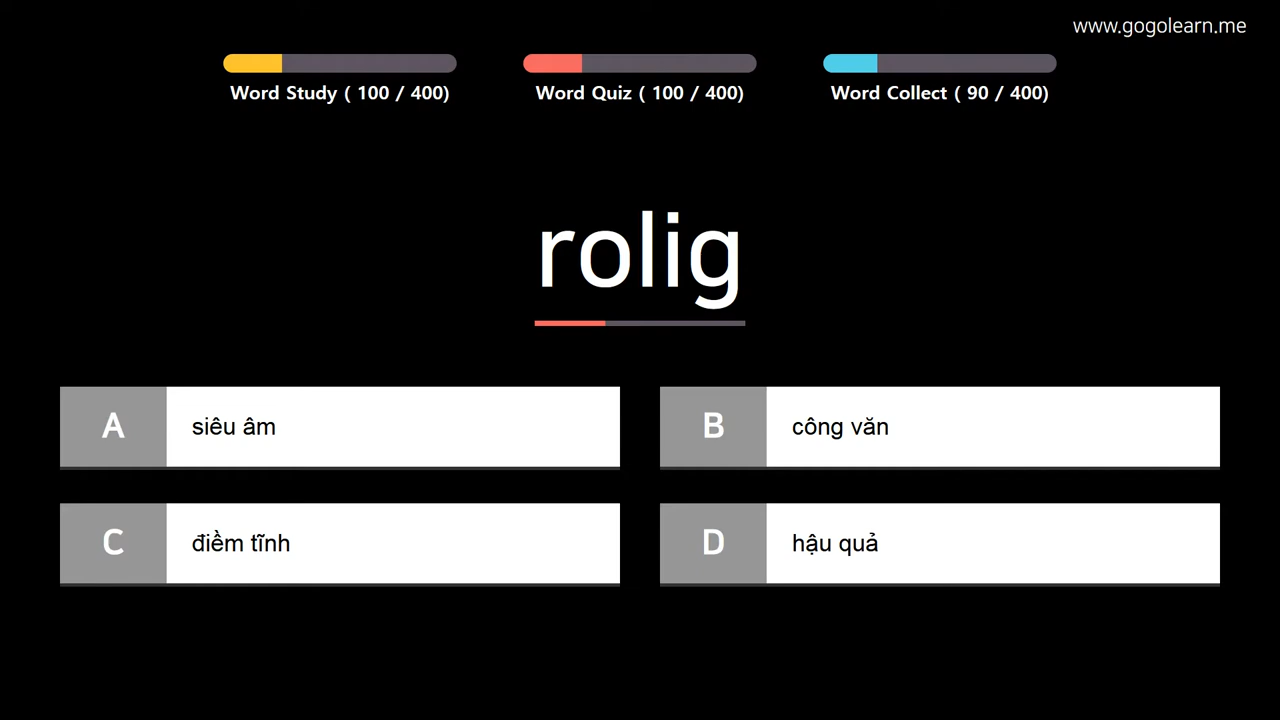 www.gogolearn.me
Word Study ( 100 / 400)
Word Quiz ( 100 / 400)
Word Collect ( 90 / 400)
rolig
A siêu âm
B công văn
C điềm tĩnh
D hậu quả